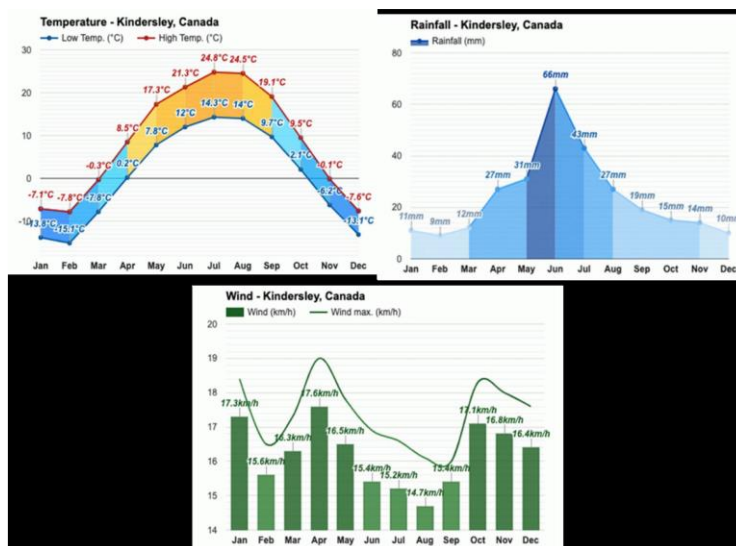 Temperature - Kindersley, Canada
Low Temp. (°C) High Temp. (°C)
30
20
10
0
-10
-7.1°C -7.8°C -0.3°C 8.5°C 17.3°C 21.3°C 24.8°C 24.5°C 19.1°C 9.5°C -0.1°C -7.6°C
-15.1°C -7.8°C 0.2°C 7.8°C 12°C 14.3°C 14°C 9.7°C 2.1°C -6.2°C -13.1°C
Jan Feb Mar Apr May Jun Jul Aug Sep Oct Nov Dec
Rainfall - Kindersley, Canada
Rainfall (mm)
80
60
40
20
0
11mm 9mm 12mm 27mm 31mm 66mm 43mm 27mm 19mm 15mm 14mm 10mm
Jan Feb Mar Apr May Jun Jul Aug Sep Oct Nov Dec
Wind - Kindersley, Canada
Wind (km/h) Wind max. (km/h)
20
19
18
17
16
15
14
17.3km/h 15.6km/h 16.3km/h 17.6km/h 16.5km/h 15.4km/h 15.2km/h 14.7km/h 15.4km/h 17.1km/h 16.8km/h 16.4km/h
Jan Feb Mar Apr May Jun Jul Aug Sep Oct Nov Dec